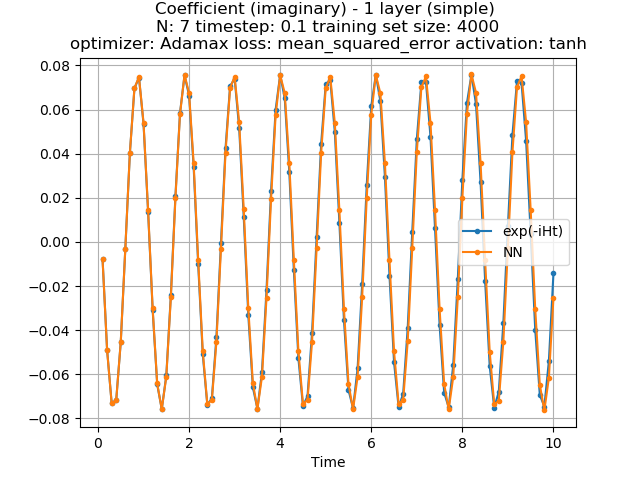 Coefficient (imaginary) - 1 layer (simple)
N: 7 timestep: 0.1 training set size: 4000
optimizer: Adamax loss: mean_squared_error activation: tanh
0.08
0.06
0.04
0.02
0.00
−0.02
−0.04
−0.06
−0.08
exp(-iHt)
NN
0 2 4 6 8 10
Time